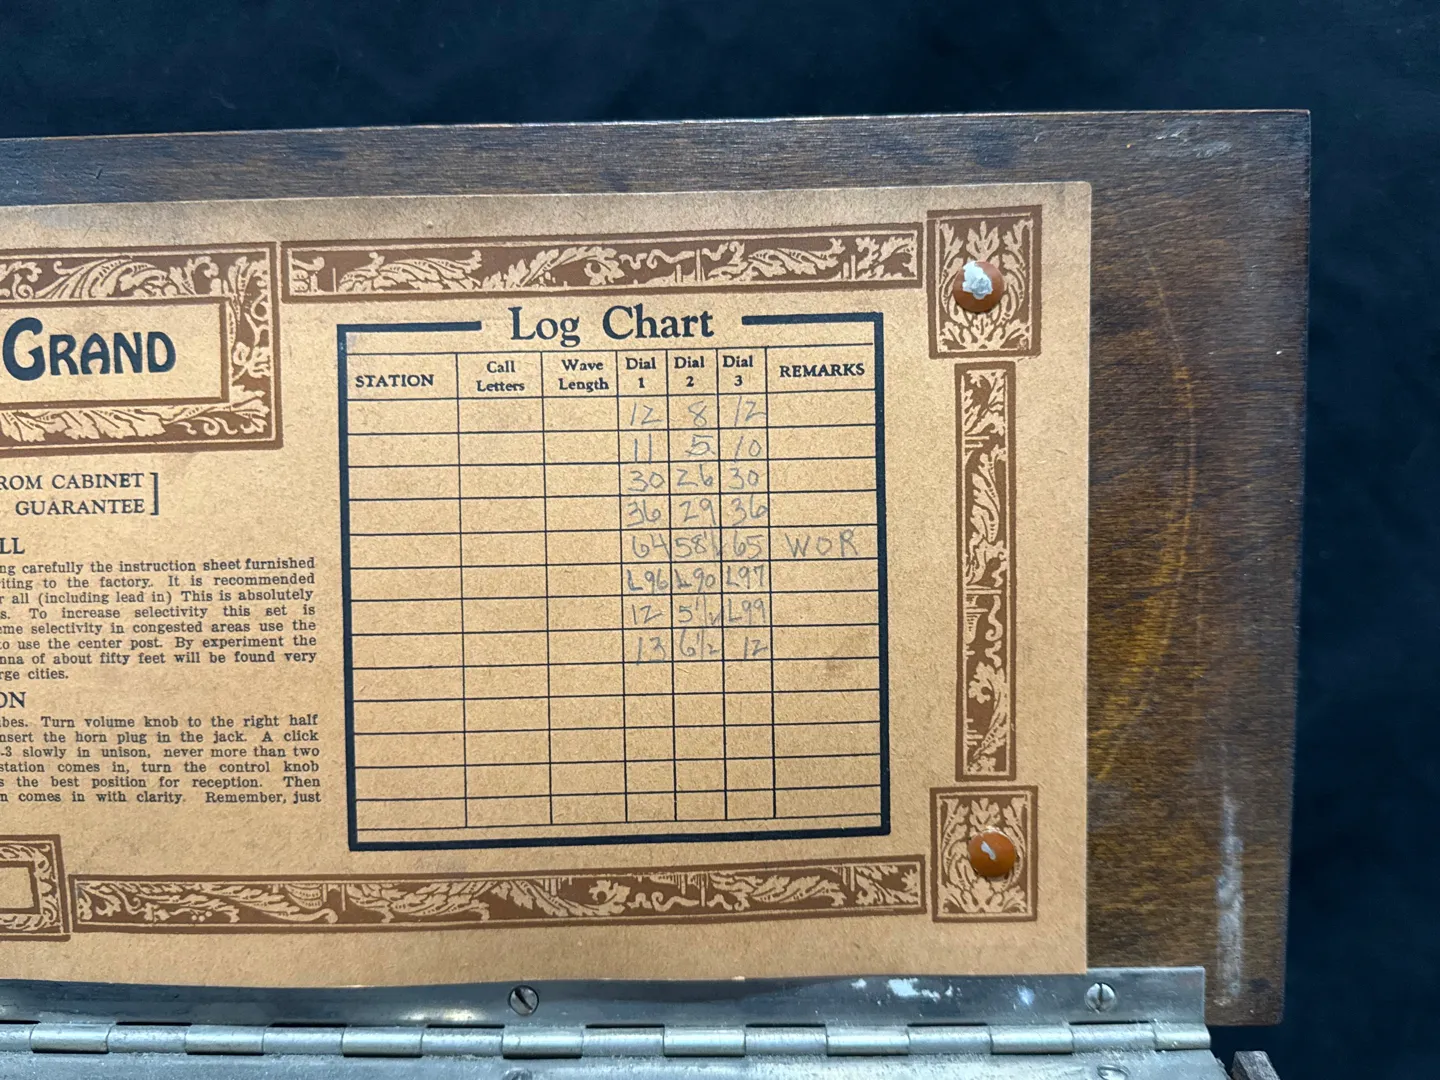 GRAND
ROM CABINET
GUARANTEE
LL
ng carefully the instruction sheet furnished
iting to the factory. It is recommended
r all (including lead in) This is absolutely
s. To increase selectivity this set is
eme selectivity in congested areas use the
to use the center post. By experiment the
nna of about fifty feet will be found very
rge cities.
ON
bes. Turn volume knob to the right half
nsert the horn plug in the jack. A click
-3 slowly in unison, never more than two
station comes in, turn the control knob
s the best position for reception. Then
n comes in with clarity. Remember, just
Log Chart
STATION Call Letters Wave Length Dial 1 Dial 2 Dial 3 REMARKS
12 8 12
11 5 10
30 26 30
36 29 36
64 58½ 65 WOR
L96 L90 L97
12 5½ L99
13 6½ 12